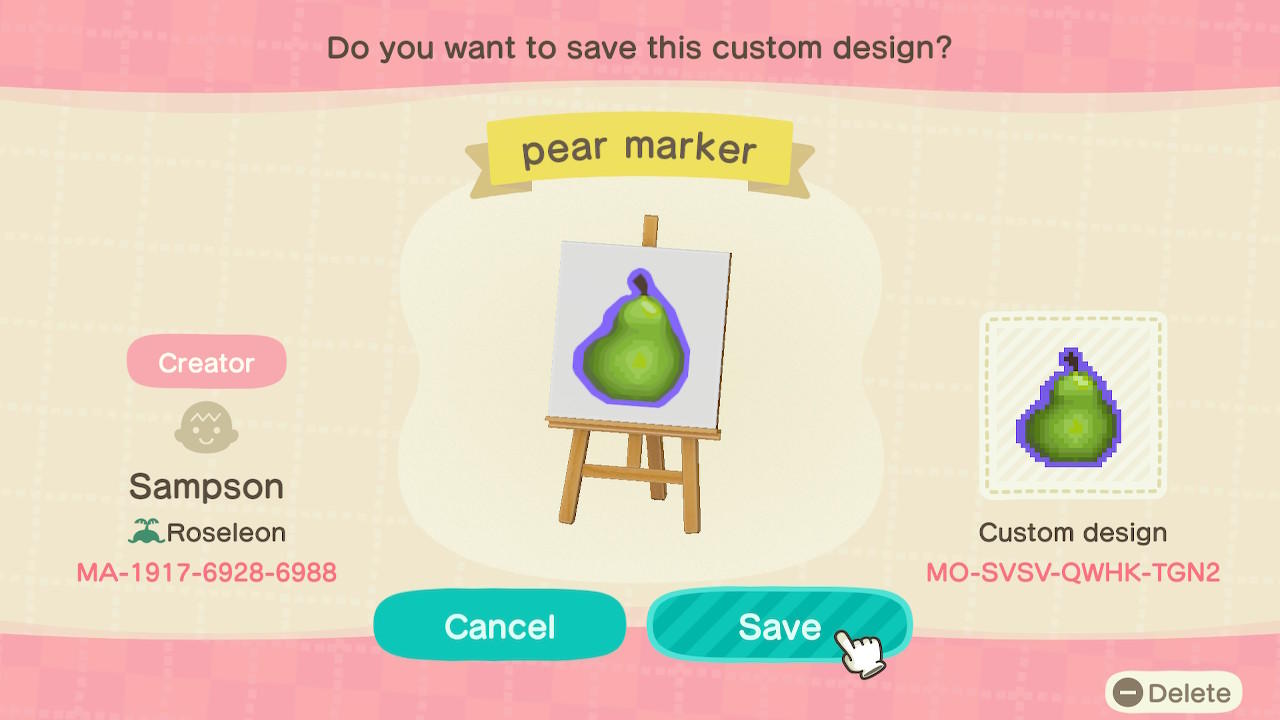 Do you want to save this custom design?
pear marker
Creator
Sampson
Roseleon
MA-1917-6928-6988
Custom design
MO-SVSV-QWHK-TGN2
Cancel
Save
Delete